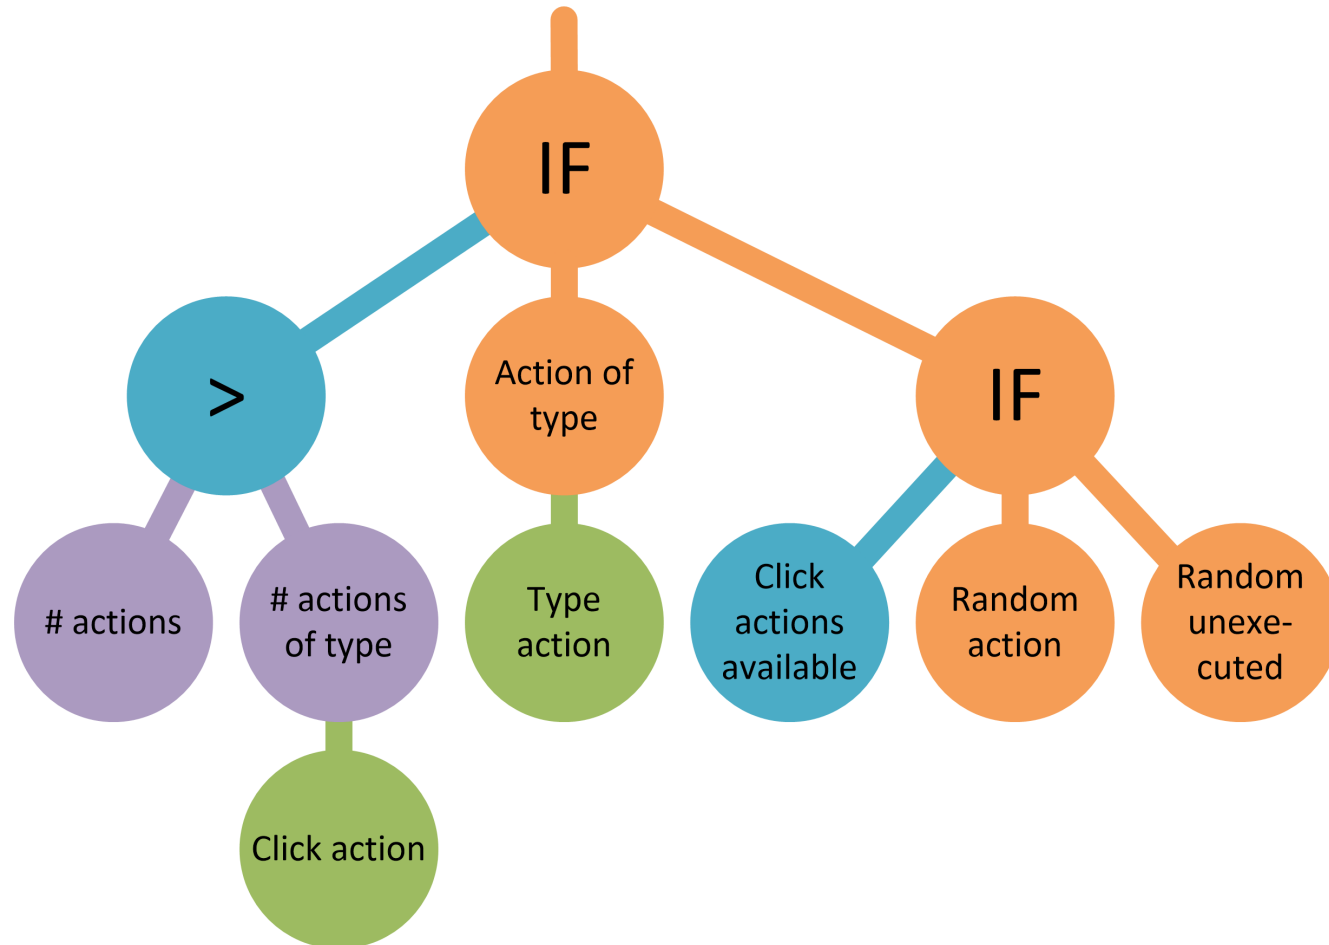 IF
>
Action of
type
IF
# actions
# actions
of type
Type
action
Click
actions
available
Random
action
Random
unexe-
cuted
Click action